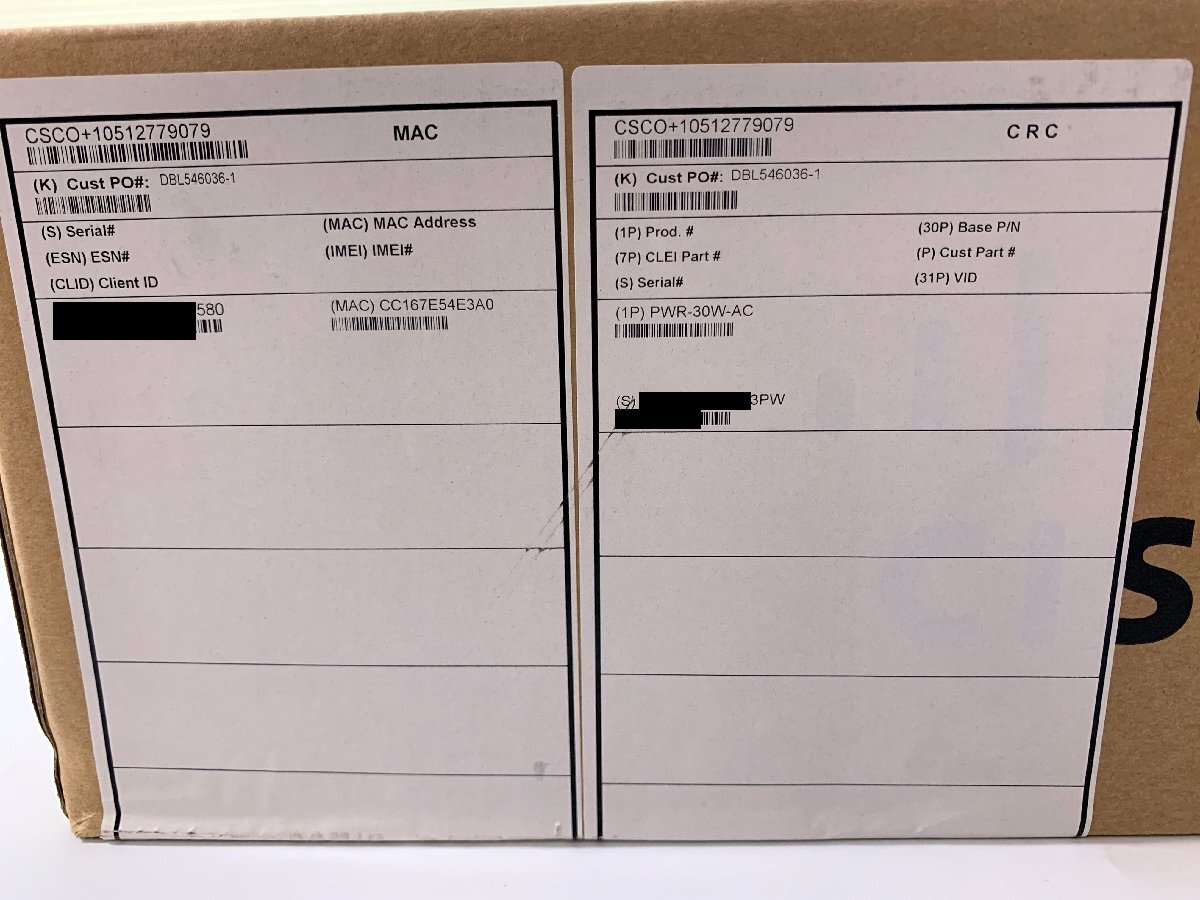 CSCO+10512779079
MAC
(K) Cust PO#: DBL546036-1
(S) Serial#
(MAC) MAC Address
(ESN) ESN#
(IMEI) IMEI#
(CLID) Client ID
580
(MAC) CC167E54E3A0
CSCO+10512779079
CRC
(K) Cust PO#: DBL546036-1
(1P) Prod. #
(30P) Base P/N
(7P) CLEI Part #
(P) Cust Part #
(S) Serial#
(31P) VID
(1P) PWR-30W-AC
(S) 3PW
cis